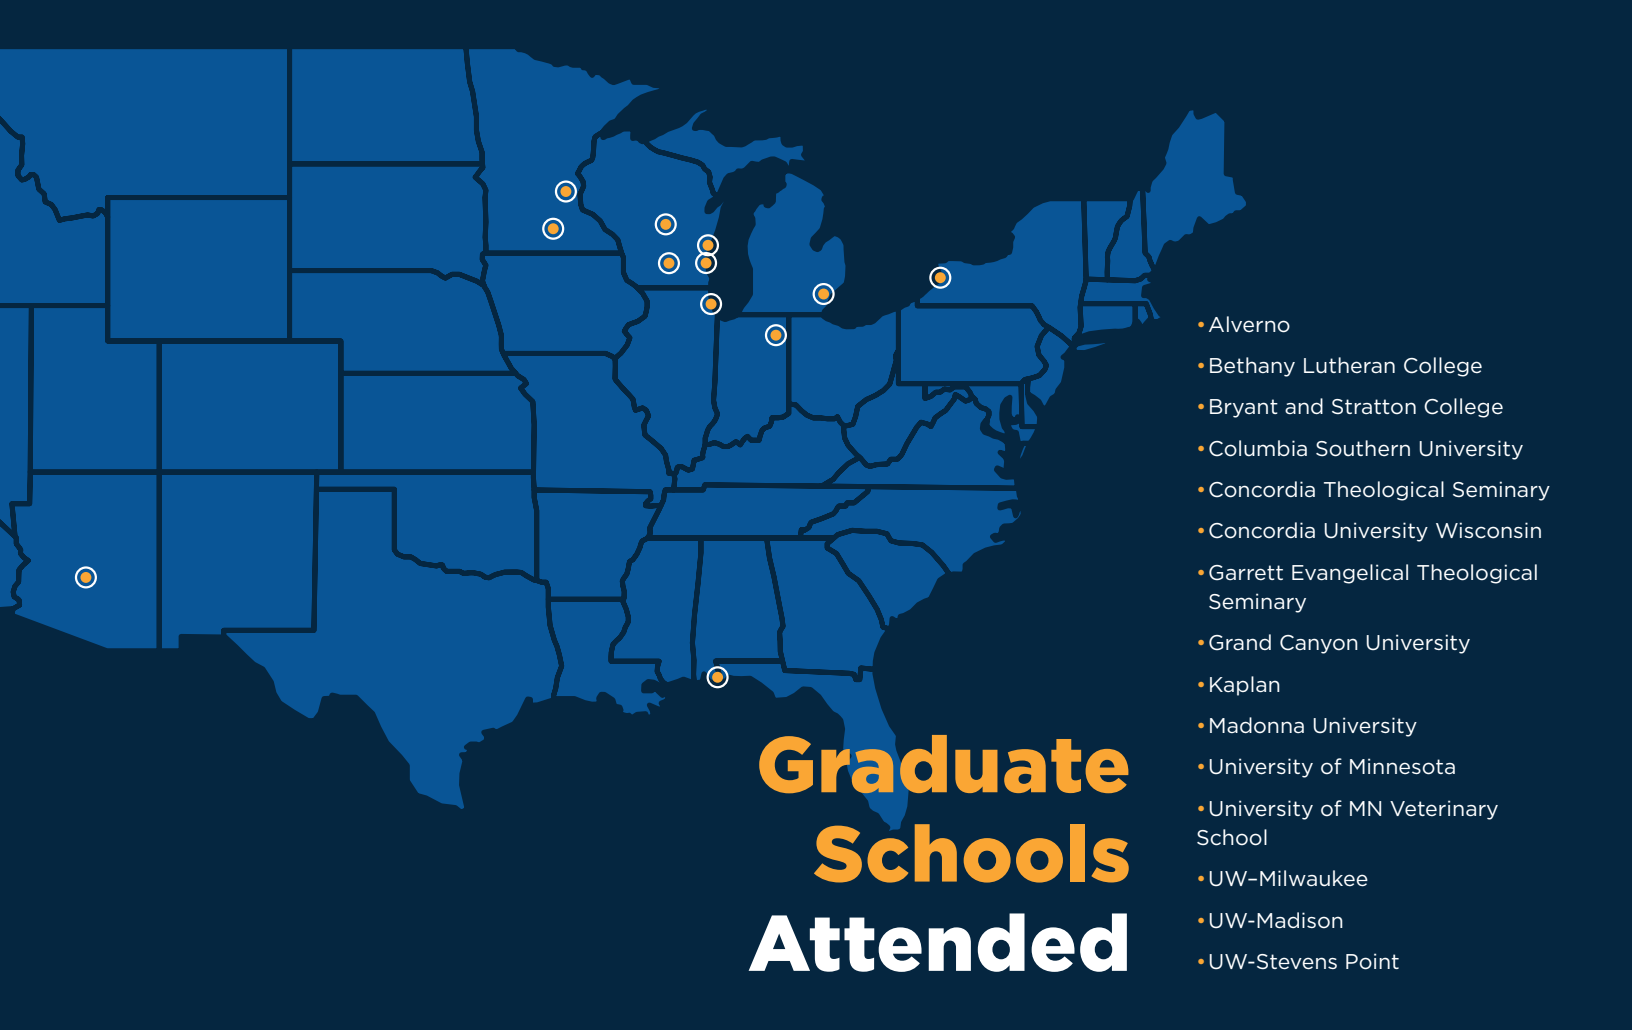 Graduate
Schools
Attended
•Alverno
•Bethany Lutheran College
•Bryant and Stratton College
•Columbia Southern University
•Concordia Theological Seminary
•Concordia University Wisconsin
•Garrett Evangelical Theological
Seminary
•Grand Canyon University
•Kaplan
•Madonna University
•University of Minnesota
•University of MN Veterinary
School
•UW–Milwaukee
•UW-Madison
•UW-Stevens Point